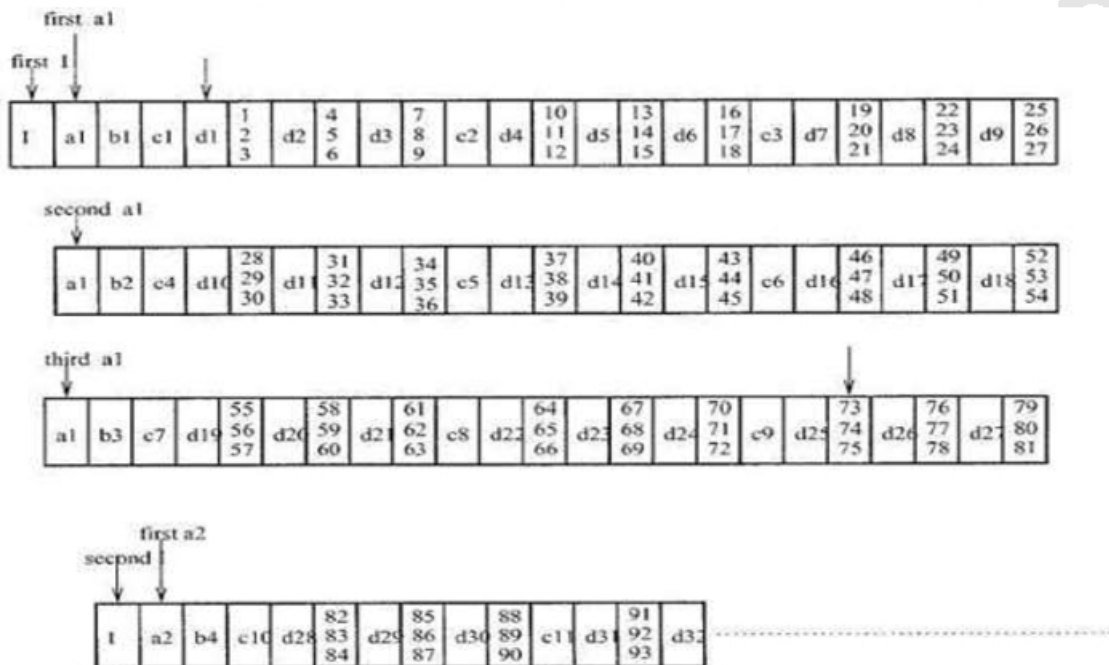 first a1
first I
I a1 b1 c1 d1 1 2 3 d2 4 5 6 d3 7 8 9 c2 d4 10 11 12 d5 13 14 15 d6 16 17 18 c3 d7 19 20 21 d8 22 23 24 d9 25 26 27
second a1
a1 b2 c4 d10 28 29 30 d11 31 32 33 d12 34 35 36 c5 d13 37 38 39 d14 40 41 42 d15 43 44 45 c6 d16 46 47 48 d17 49 50 51 d18 52 53 54
third a1
a1 b3 c7 d19 55 56 57 d20 58 59 60 d21 61 62 63 c8 d22 64 65 66 d23 67 68 69 d24 70 71 72 c9 d25 73 74 75 d26 76 77 78 d27 79 80 81
first a2
second I
I a2 b4 c10 d28 82 83 84 d29 85 86 87 d30 88 89 90 c11 d31 91 92 93 d32